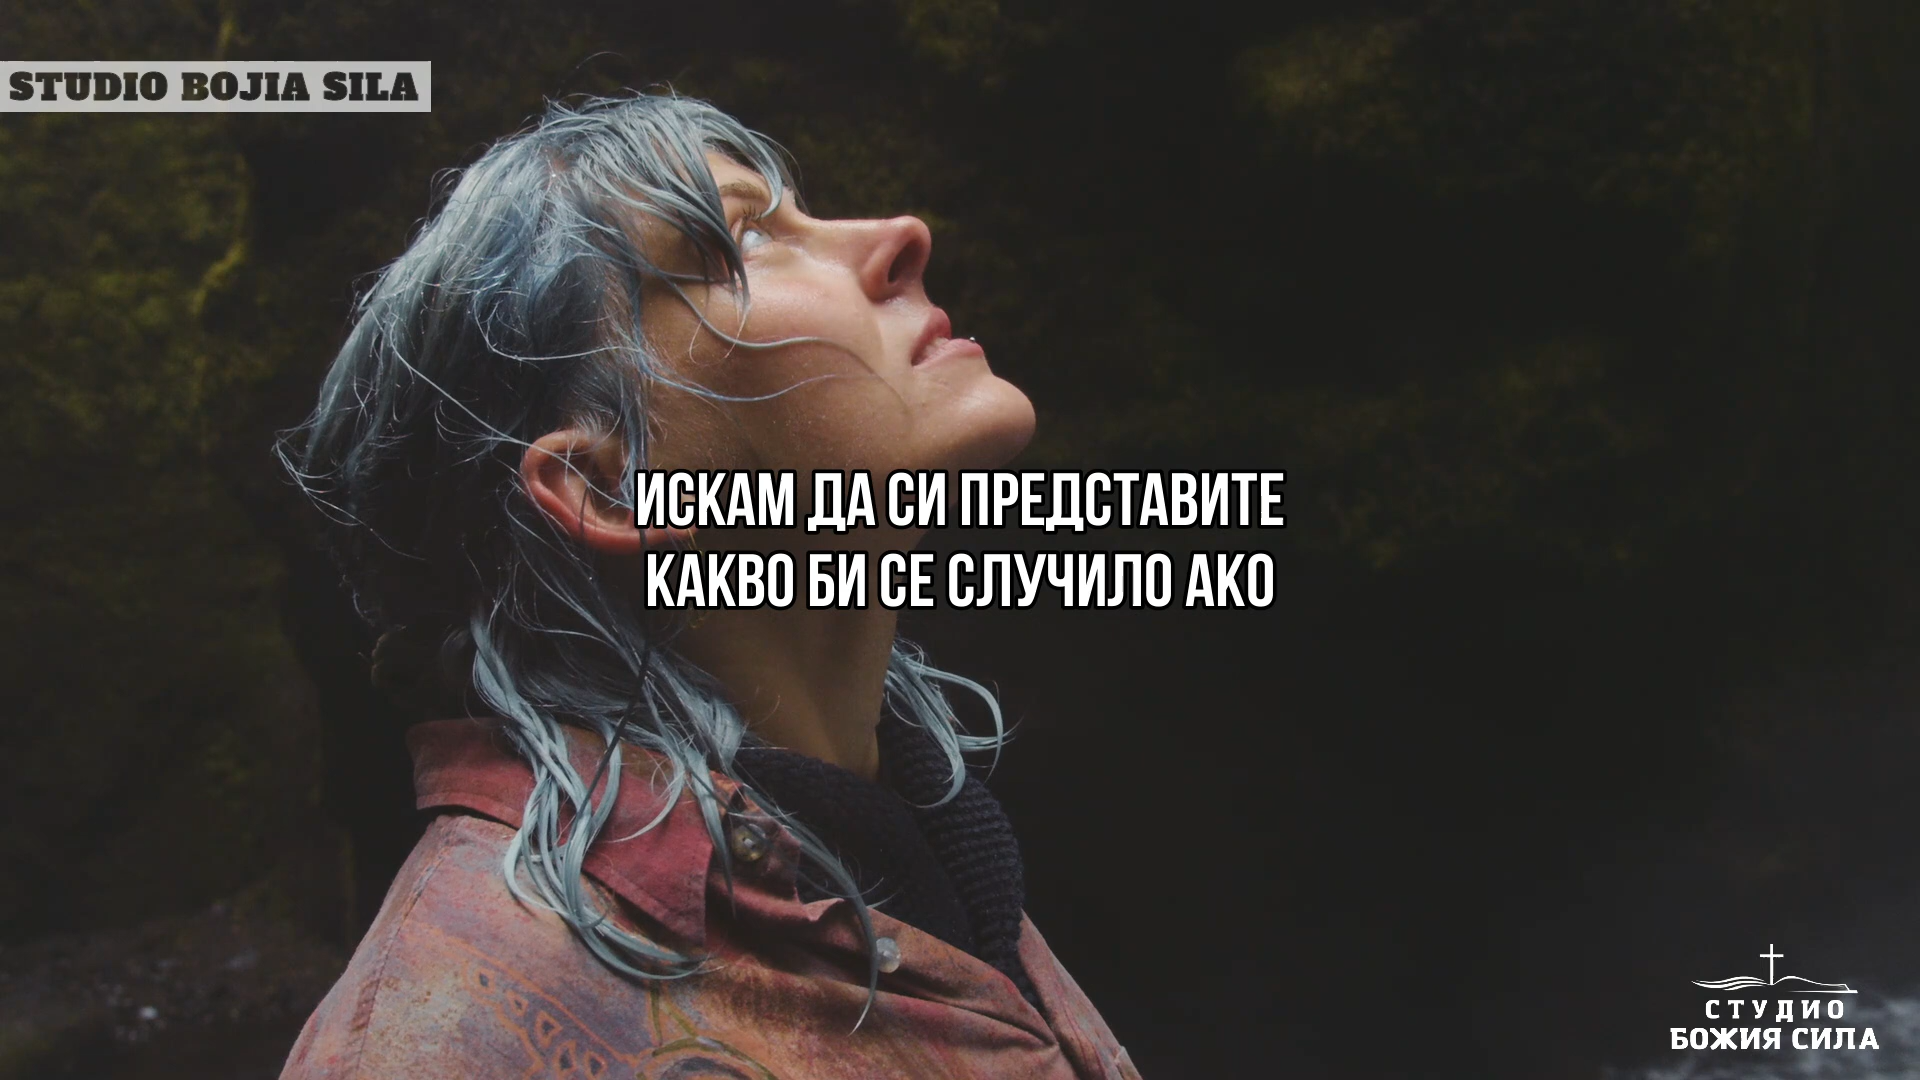 STUDIO BOJIA SILA
ИСКАМ ДА СИ ПРЕДСТАВИТЕ
КАКВО БИ СЕ СЛУЧИЛО АКО
СТУДИО
БОЖИЯ СИЛА